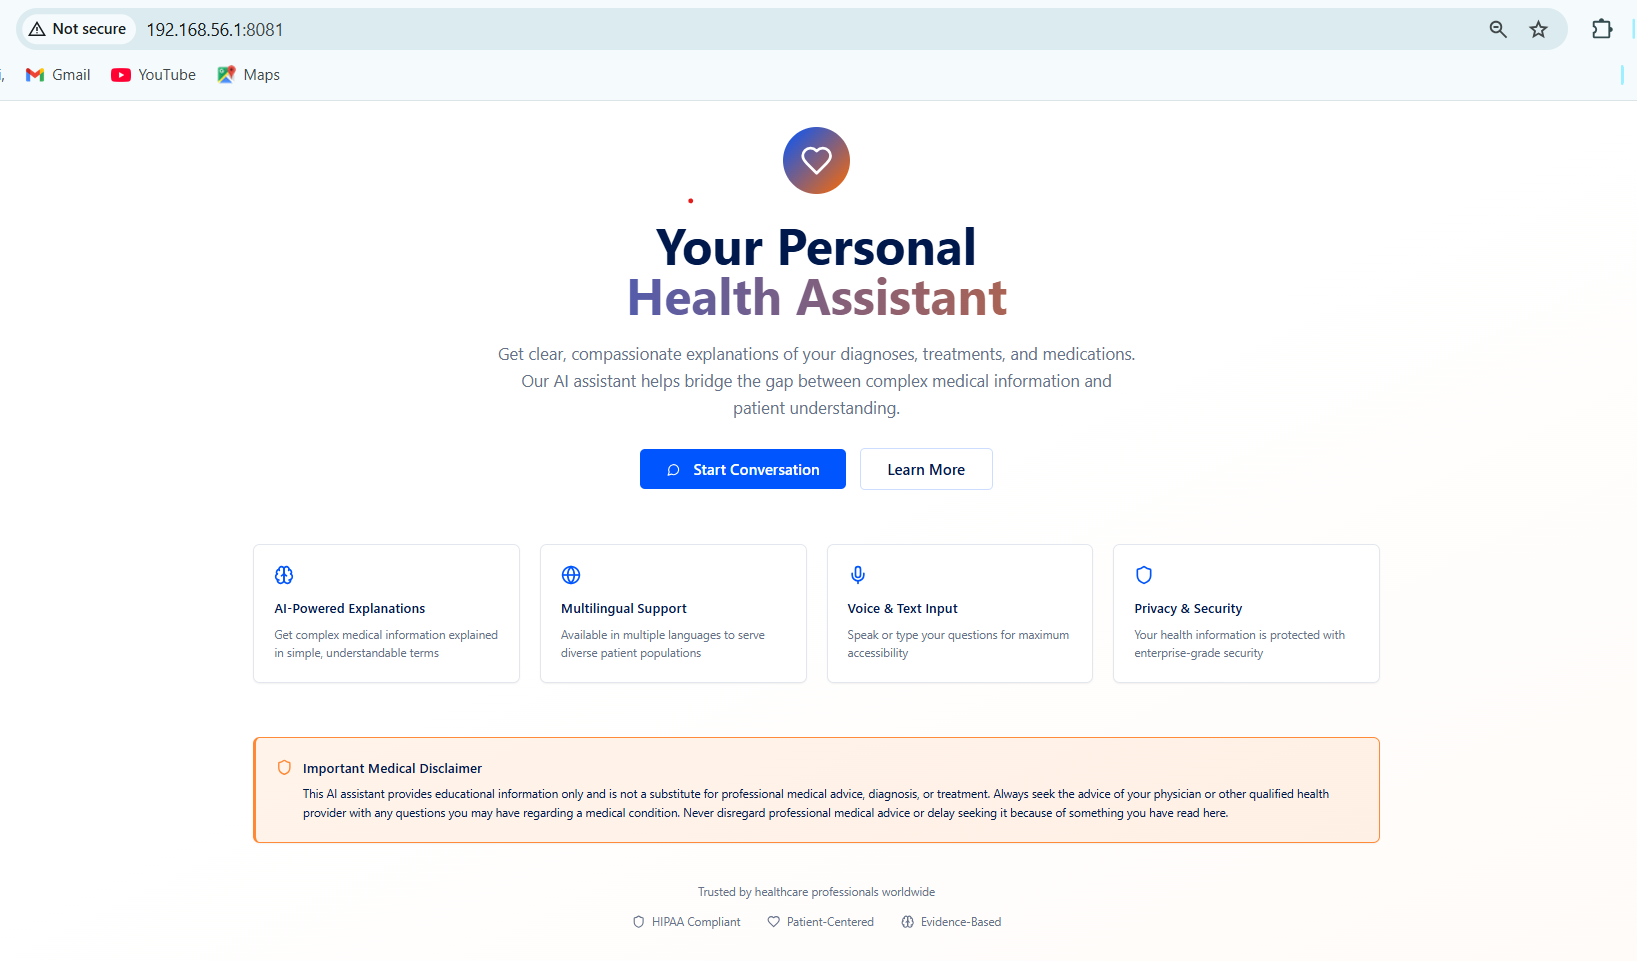 Not secure 192.168.56.1:8081
Gmail YouTube Maps
Your Personal
Health Assistant
Get clear, compassionate explanations of your diagnoses, treatments, and medications.
Our AI assistant helps bridge the gap between complex medical information and
patient understanding.
Start Conversation
Learn More
AI-Powered Explanations
Get complex medical information explained
in simple, understandable terms
Multilingual Support
Available in multiple languages to serve
diverse patient populations
Voice & Text Input
Speak or type your questions for maximum
accessibility
Privacy & Security
Your health information is protected with
enterprise-grade security
Important Medical Disclaimer
This AI assistant provides educational information only and is not a substitute for professional medical advice, diagnosis, or treatment. Always seek the advice of your physician or other qualified health
provider with any questions you may have regarding a medical condition. Never disregard professional medical advice or delay seeking it because of something you have read here.
Trusted by healthcare professionals worldwide
HIPAA Compliant Patient-Centered Evidence-Based